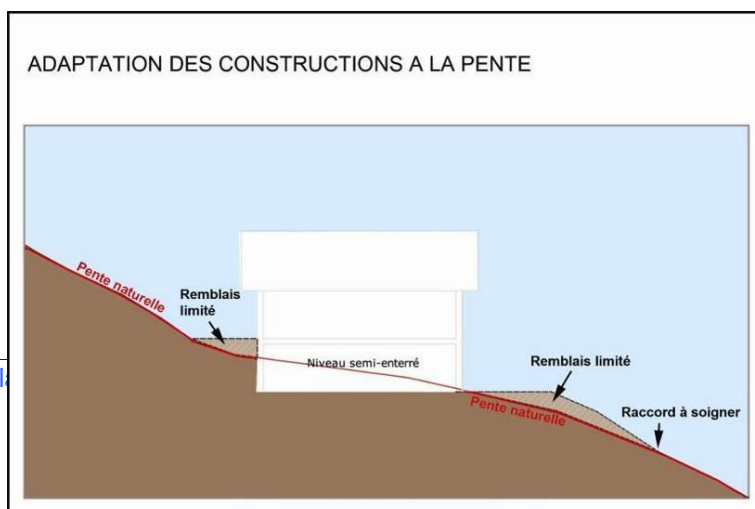 ADAPTATION DES CONSTRUCTIONS A LA PENTE
Pente naturelle
Remblais
limité
Niveau semi-enterré
Remblais limité
Pente naturelle
Raccord à soigner